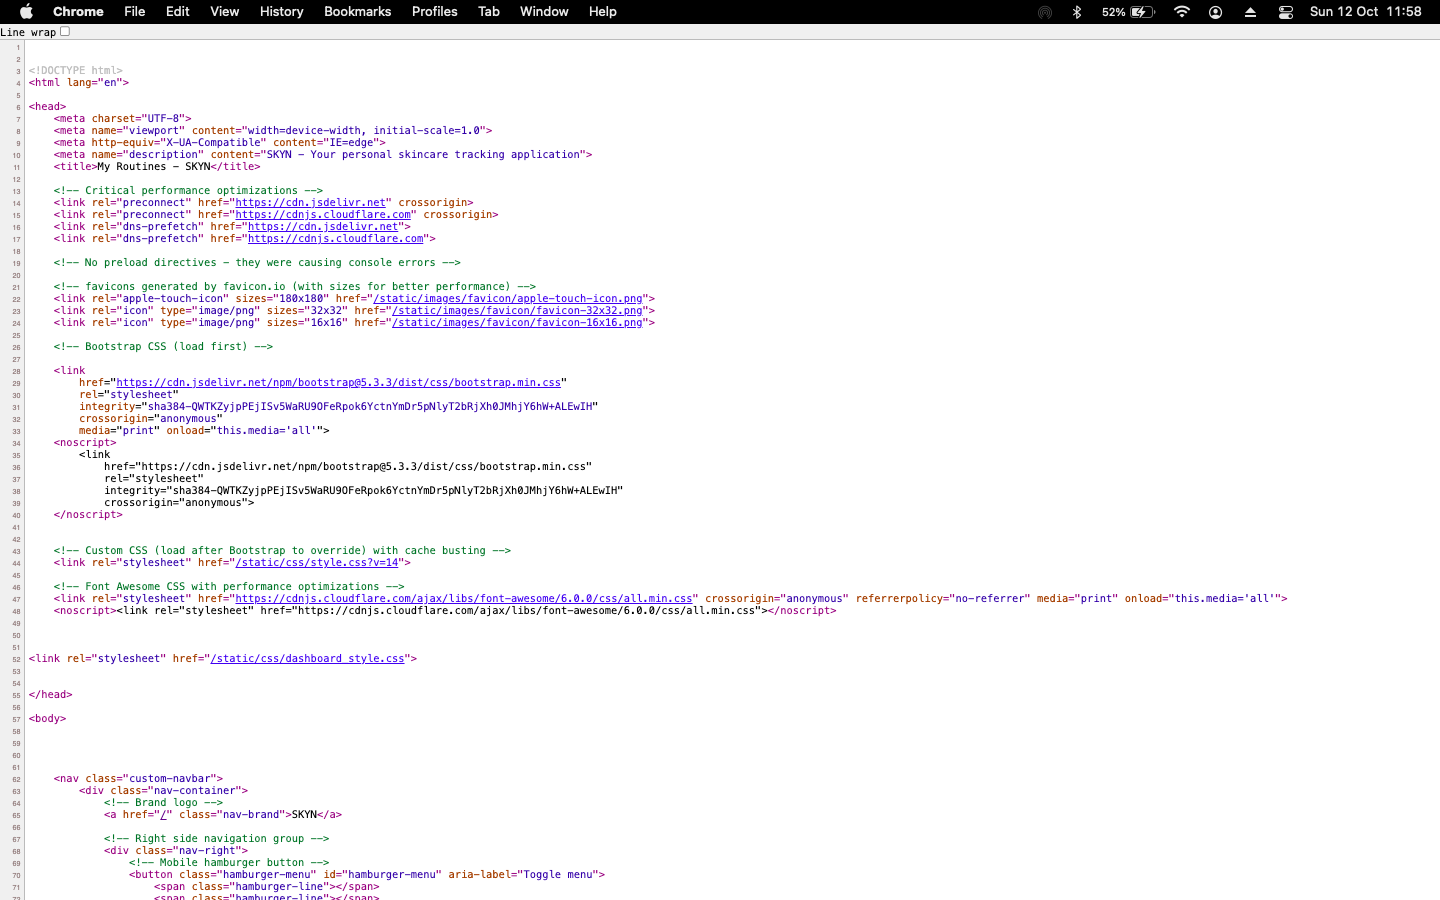 Chrome File Edit View History Bookmarks Profiles Tab Window Help 52% Sun 12 Oct 11:58
Line wrap
1
2
3 <!DOCTYPE html>
4 <html lang="en">
5
6 <head>
7 <meta charset="UTF-8">
8 <meta name="viewport" content="width=device-width, initial-scale=1.0">
9 <meta http-equiv="X-UA-Compatible" content="IE=edge">
10 <meta name="description" content="SKYN - Your personal skincare tracking application">
11 <title>My Routines - SKYN</title>
12
13 <!-- Critical performance optimizations -->
14 <link rel="preconnect" href="https://cdn.jsdelivr.net" crossorigin>
15 <link rel="preconnect" href="https://cdnjs.cloudflare.com" crossorigin>
16 <link rel="dns-prefetch" href="https://cdn.jsdelivr.net">
17 <link rel="dns-prefetch" href="https://cdnjs.cloudflare.com">
18
19 <!-- No preload directives - they were causing console errors -->
20
21 <!-- favicons generated by favicon.io (with sizes for better performance) -->
22 <link rel="apple-touch-icon" sizes="180x180" href="/static/images/favicon/apple-touch-icon.png">
23 <link rel="icon" type="image/png" sizes="32x32" href="/static/images/favicon/favicon-32x32.png">
24 <link rel="icon" type="image/png" sizes="16x16" href="/static/images/favicon/favicon-16x16.png">
25
26 <!-- Bootstrap CSS (load first) -->
27
28 <link
29 href="https://cdn.jsdelivr.net/npm/bootstrap@5.3.3/dist/css/bootstrap.min.css"
30 rel="stylesheet"
31 integrity="sha384-QWTKZyjpPEjISv5WaRU9OFeRpok6YctnYmDr5pNlyT2bRjXh0JMhjY6hW+ALEwIH"
32 crossorigin="anonymous"
33 media="print" onload="this.media='all'">
34 <noscript>
35 <link
36 href="https://cdn.jsdelivr.net/npm/bootstrap@5.3.3/dist/css/bootstrap.min.css"
37 rel="stylesheet"
38 integrity="sha384-QWTKZyjpPEjISv5WaRU9OFeRpok6YctnYmDr5pNlyT2bRjXh0JMhjY6hW+ALEwIH"
39 crossorigin="anonymous">
40 </noscript>
41
42
43 <!-- Custom CSS (load after Bootstrap to override) with cache busting -->
44 <link rel="stylesheet" href="/static/css/style.css?v=14">
45
46 <!-- Font Awesome CSS with performance optimizations -->
47 <link rel="stylesheet" href="https://cdnjs.cloudflare.com/ajax/libs/font-awesome/6.0.0/css/all.min.css" crossorigin="anonymous" referrerpolicy="no-referrer" media="print" onload="this.media='all'">
48 <noscript><link rel="stylesheet" href="https://cdnjs.cloudflare.com/ajax/libs/font-awesome/6.0.0/css/all.min.css"></noscript>
49
50
51
52 <link rel="stylesheet" href="/static/css/dashboard_style.css">
53
54
55 </head>
56
57 <body>
58
59
60
61
62 <nav class="custom-navbar">
63 <div class="nav-container">
64 <!-- Brand logo -->
65 <a href="/" class="nav-brand">SKYN</a>
66
67 <!-- Right side navigation group -->
68 <div class="nav-right">
69 <!-- Mobile hamburger button -->
70 <button class="hamburger-menu" id="hamburger-menu" aria-label="Toggle menu">
71 <span class="hamburger-line"></span>
72 <span class="hamburger-line"></span>